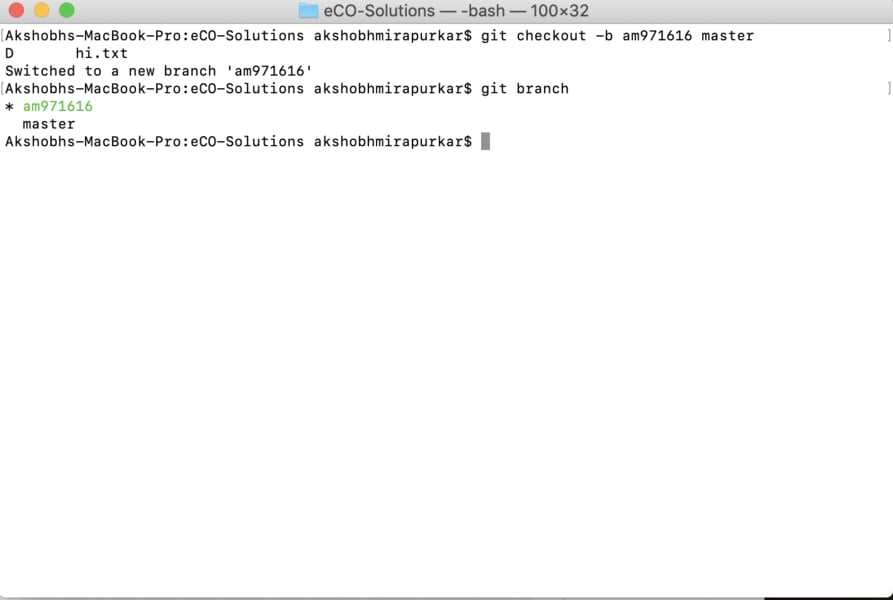 eCO-Solutions — -bash — 100×32
[Akshobhs-MacBook-Pro:eCO-Solutions akshobhmirapurkar$ git checkout -b am971616 master ]
D       hi.txt
Switched to a new branch 'am971616'
[Akshobhs-MacBook-Pro:eCO-Solutions akshobhmirapurkar$ git branch ]
* am971616
  master
Akshobhs-MacBook-Pro:eCO-Solutions akshobhmirapurkar$